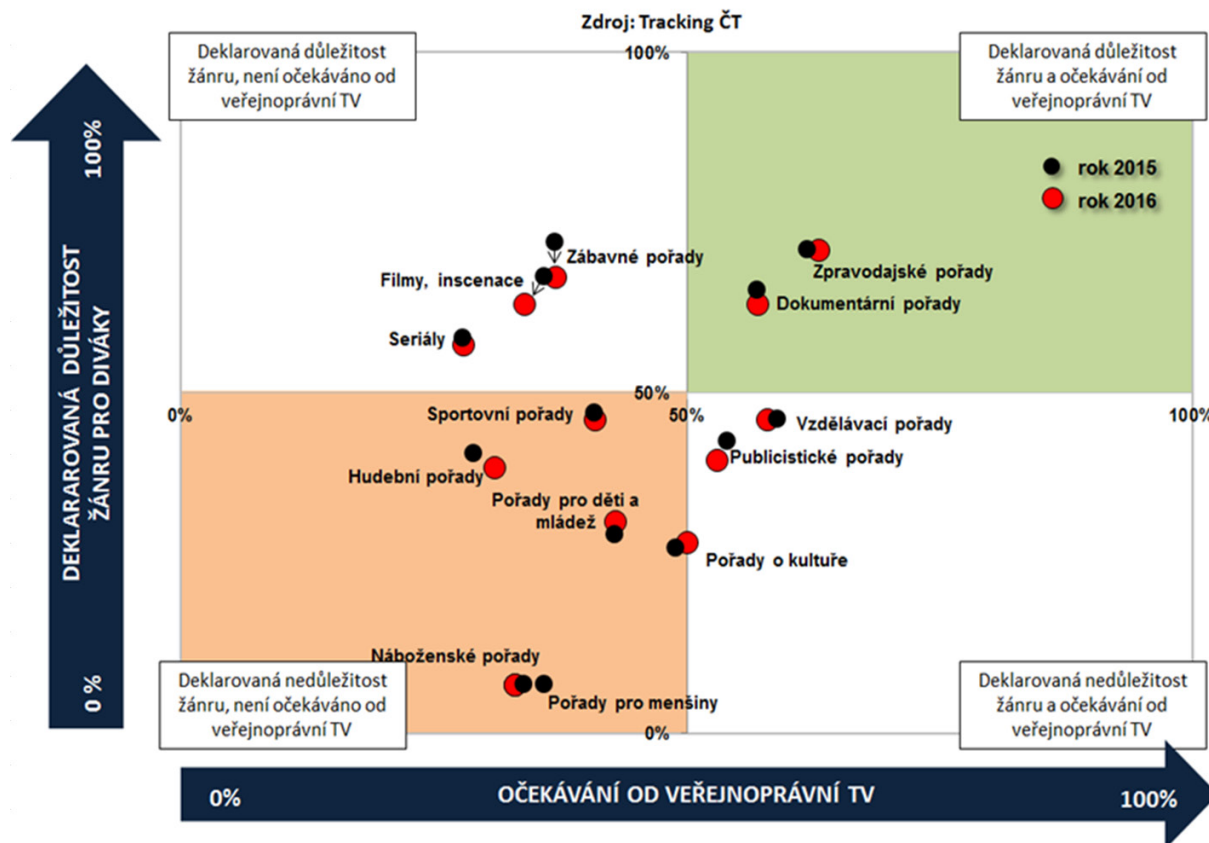 Zdroj: Tracking ČT
Deklarovaná důležitost
žánru, není očekáváno od
veřejnoprávní TV
100%
Deklarovaná důležitost
žánru a očekávání od
veřejnoprávní TV
rok 2015
rok 2016
Zábavné pořady
Filmy, inscenace
Zpravodajské pořady
Dokumentární pořady
Seriály
50%
0%
50%
100%
Sportovní pořady
Vzdělávací pořady
Publicistické pořady
Hudební pořady
Pořady pro děti a
mládež
Pořady o kultuře
Náboženské pořady
Pořady pro menšiny
Deklarovaná nedůležitost
žánru, není očekáváno od
veřejnoprávní TV
0%
Deklarovaná nedůležitost
žánru a očekávání od
veřejnoprávní TV
100%
DEKLARAROVANÁ DŮLEŽITOST
ŽÁNRU PRO DIVÁKY
0 %
0%
OČEKÁVÁNÍ OD VEŘEJNOPRÁVNÍ TV
100%